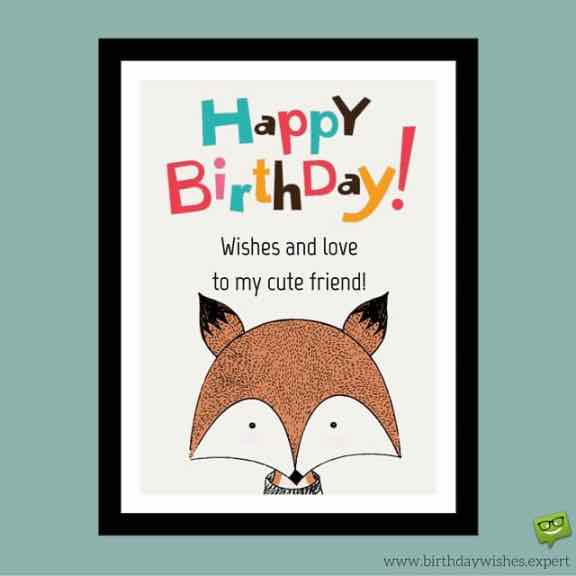 HappY
BirthDay!
Wishes and love
to my cute friend!
www.birthdaywishes.expert